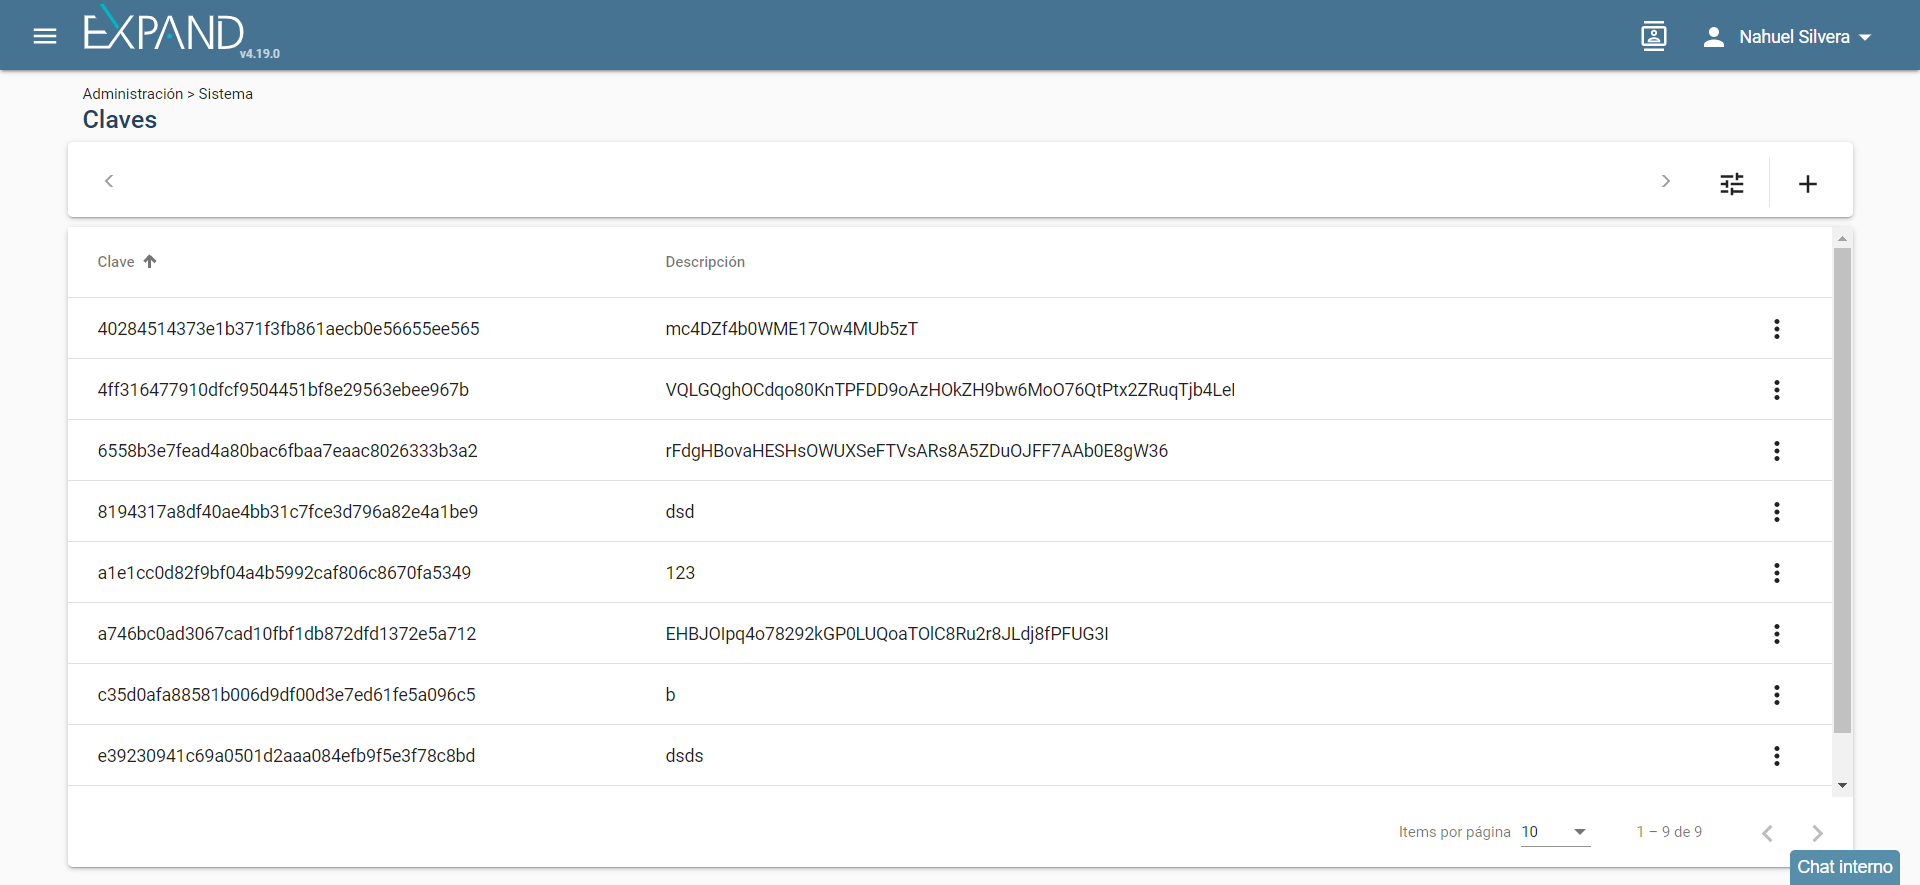 EXPAND
v4.19.0
Nahuel Silvera
Administración > Sistema
Claves
Clave
Descripción
40284514373e1b371f3fb861aecb0e56655ee565
mc4DZf4b0WME17Ow4MUb5zT
4ff316477910dfcf9504451bf8e29563ebee967b
VQLGQghOCdqo80KnTPFDD9oAzHOkZH9bw6MoO76QtPtx2ZRuqTjb4Lel
6558b3e7fead4a80bac6fbaa7eaac8026333b3a2
rFdgHBovaHESHsOWUXSeFTVsARs8A5ZDuOJFF7AAb0E8gW36
8194317a8df40ae4bb31c7fce3d796a82e4a1be9
dsd
a1e1cc0d82f9bf04a4b5992caf806c8670fa5349
123
a746bc0ad3067cad10fbf1db872dfd1372e5a712
EHBJOIpq4o78292kGP0LUQoaTOlC8Ru2r8JLdj8fPFUG3I
c35d0afa88581b006d9df00d3e7ed61fe5a096c5
b
e39230941c69a0501d2aaa084efb9f5e3f78c8bd
dsds
Items por página 10
1 – 9 de 9
Chat interno